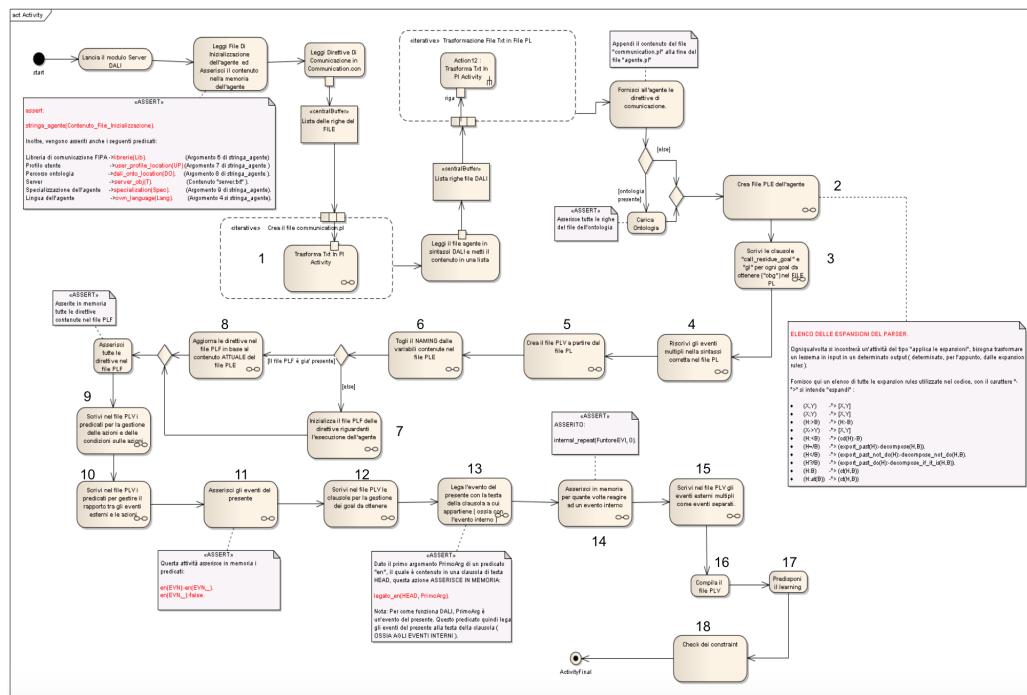 act Activity
start
Lancia il modulo Server
DALI
Leggi File Di
Inizializzazione
dell'agente ed
Asserisci il contenuto
nella memoria
dell'agente
Leggi Direttive Di
Comunicazione in
Communication.con
«centralBuffer»
Lista delle righe del
FILE
«ASSERT»
assert:
stringa_agente(Contenuto_File_Inizializzazione).
Inoltre, vengono asseriti anche i seguenti predicati:
Libreria di comunicazione FIPA ->librerie(Lib). (Argomento 6 di stringa_agente)
Profilo utente ->user_profile_location(UP).(Argomento 7 di stringa_agente )
Percorso ontologia ->dali_onto_location(DO). (Argomento 8 di stringa_agente ).
Server ->server_obj(T). (Contenuto "server.txt" ).
Specializzazione dell'agente ->specialization(Spec). (Argomento 9 di stringa_agente).
Lingua dell'agente ->own_language(Lang). (Argomento 4 si stringa_agente).
«iterative» Crea il file communication.pl
1
Trasforma Txt In Pl
Activity
«iterative» Trasformazione File Txt in File PL
Action12 :
Trasforma Txt In
Pl Activity
riga
«centralBuffer»
Lista righe file DALI
Leggi il file agente in
sintassi DALI e metti il
contenuto in una lista
Appendi il contenuto del file
"communication.pl" alla fine del
file "agente.pl"
Fornisci all'agente le
direttive di
comunicazione.
[else]
[ontologia
presente]
«ASSERT»
Asserisce tutte le righe
del file dell'ontologia
Carica
Ontologia
Crea File PLE dell'agente
2
Scrivi le clausole
"call_residue_goal" e
"gl" per ogni goal da
ottenere ("obg") nel FILE
PL
3
ELENCO DELLE ESPANSIONI DEL PARSER.
Ogniqualvolta si incontrerà un'attività del tipo "applica le espansioni", bisogna trasformare
un lessema in input in un determinato output ( determinato, per l'appunto, dalle expansion
rules ).
Fornisco qui un elenco di tutte le expansion rules utilizzate nel codice, con il carattere "-
">" si intende "espandi" :
(X,Y) -"> [X,Y]
(X;Y) -"> [X,Y]
(H:>B) -"> (H:-B)
(X->Y) -"> [X,Y]
(H:<B) -"> (cd(H):-B)
4
Riscrivi gli eventi
multipli nella sintassi
corretta nel file PL
5
Crea il file PLV a partire dal
file PL
6
Togli il NAMING dalle
variabili contenute nel
file PLE
[Il file PLF è gia' presente]
[else]
7
Inizializza il file PLF delle
direttive riguardanti
l'esecuzione dell'agente
8
Aggiorna le direttive nel
file PLF in base al
contenuto ATTUALE del
file PLE
«ASSERT»
Asserite in memoria
tutte le direttive
contenute nel file PLF
Asserisci
tutte le
direttive nel
file PLF
9
Scrivi nel file PLV i
predicati per la gestione
delle azioni e delle
condizioni sulle azioni
10
Scrivi nel file PLV i
predicati per gestire il
rapporto tra gli eventi
esterni e le azioni
11
Asserisci gli eventi del
presente
«ASSERT»
Questa attività asserisce in memoria i
predicati:
en(EVN):-en(EVN,_).
en(EVN,_):-false.
12
Scrivi nel file PLV le
clausole per la gestione
dei goal da ottenere
13
Lega l'evento del
presente con la testa
della clausola a cui
appartiene ( ossia con
l'evento interno )
«ASSERT»
Dato il primo argomento PrimoArg di un predicato
"en", il quale è contenuto in una clausola di testa
HEAD, questa azione ASSERISCE IN MEMORIA:
legato_en(HEAD, PrimoArg).
Nota: Per come funziona DALI, PrimoArg è
un'evento del presente. Questo predicato quindi lega
gli eventi del presente alla testa della clausola (
OSSIA AGLI EVENTI INTERNI ).
«ASSERT»
ASSERITO:
internal_repeat(FuntoreEVI, 0).
Asserisci in memoria
per quante volte reagire
ad un evento interno
14
15
Scrivi nel file PLV gli
eventi esterni multipli
come eventi separati.
16
Compila il
file PLV
17
Predisponi
il learning
18
Check dei constraint
ActivityFinal